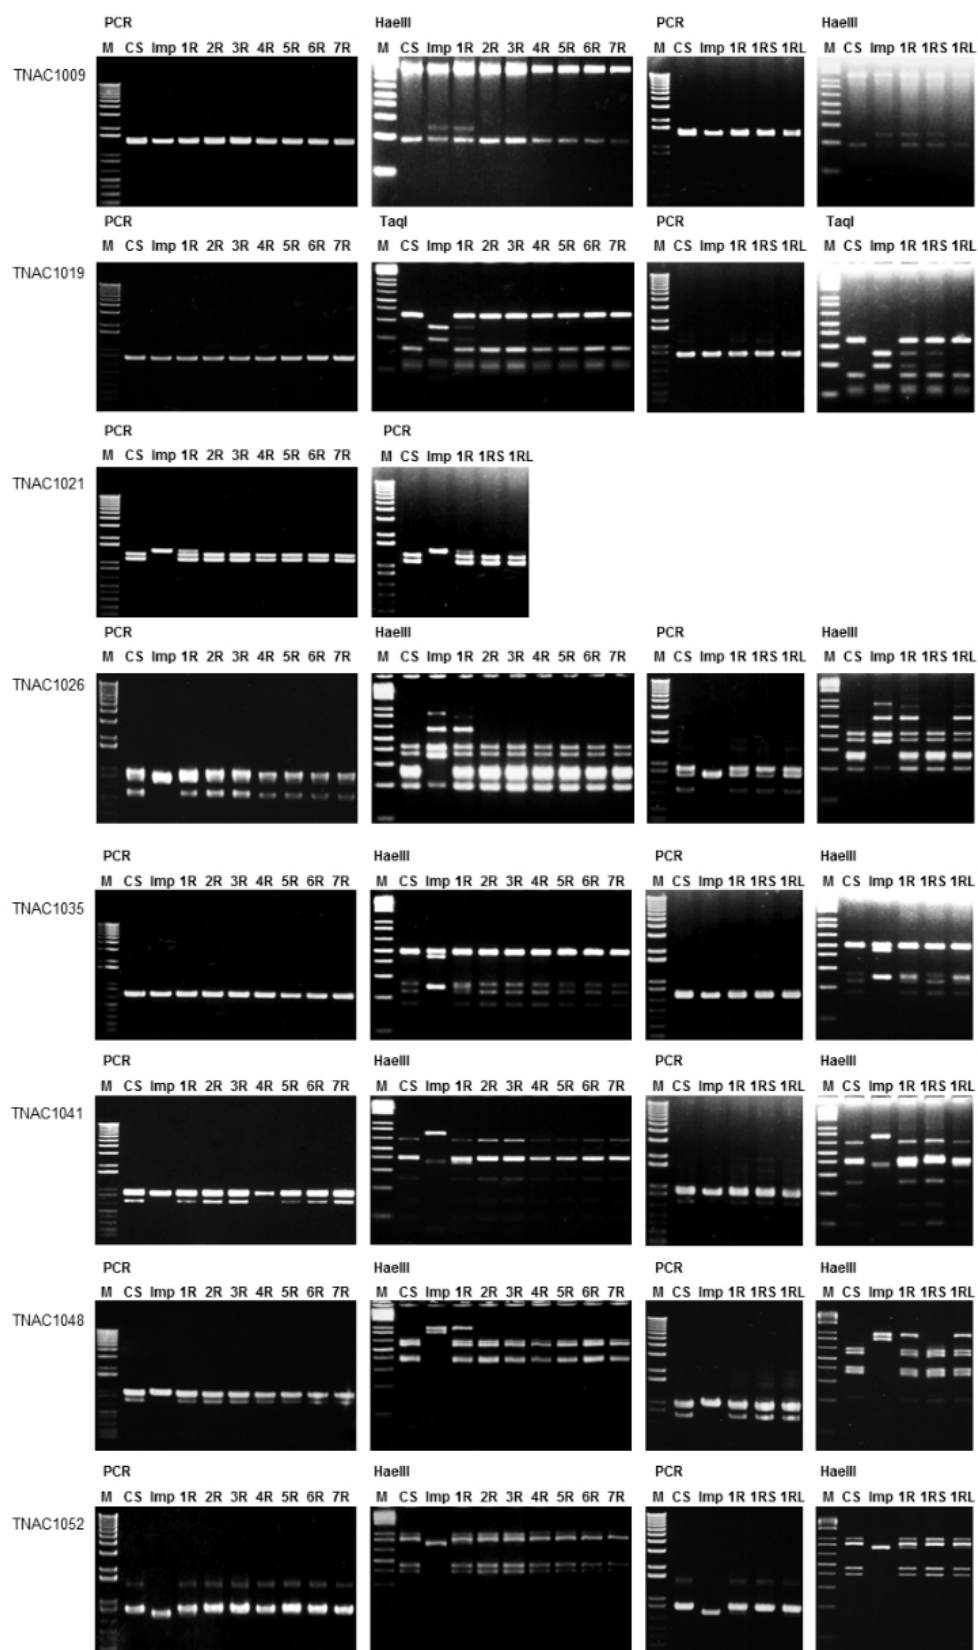 PCR HaeIII PCR HaeIII
M CS Imp 1R 2R 3R 4R 5R 6R 7R M CS Imp 1R 2R 3R 4R 5R 6R 7R M CS Imp 1R 1RS 1RL M CS Imp 1R 1RS 1RL
TNAC1009
PCR TaqI PCR TaqI
M CS Imp 1R 2R 3R 4R 5R 6R 7R M CS Imp 1R 2R 3R 4R 5R 6R 7R M CS Imp 1R 1RS 1RL M CS Imp 1R 1RS 1RL
TNAC1019
PCR PCR
M CS Imp 1R 2R 3R 4R 5R 6R 7R M CS Imp 1R 1RS 1RL
TNAC1021
PCR HaeIII PCR HaeIII
M CS Imp 1R 2R 3R 4R 5R 6R 7R M CS Imp 1R 2R 3R 4R 5R 6R 7R M CS Imp 1R 1RS 1RL M CS Imp 1R 1RS 1RL
TNAC1026
PCR HaeIII PCR HaeIII
M CS Imp 1R 2R 3R 4R 5R 6R 7R M CS Imp 1R 2R 3R 4R 5R 6R 7R M CS Imp 1R 1RS 1RL M CS Imp 1R 1RS 1RL
TNAC1035
PCR HaeIII PCR HaeIII
M CS Imp 1R 2R 3R 4R 5R 6R 7R M CS Imp 1R 2R 3R 4R 5R 6R 7R M CS Imp 1R 1RS 1RL M CS Imp 1R 1RS 1RL
TNAC1041
PCR HaeIII PCR HaeIII
M CS Imp 1R 2R 3R 4R 5R 6R 7R M CS Imp 1R 2R 3R 4R 5R 6R 7R M CS Imp 1R 1RS 1RL M CS Imp 1R 1RS 1RL
TNAC1048
PCR HaeIII PCR HaeIII
M CS Imp 1R 2R 3R 4R 5R 6R 7R M CS Imp 1R 2R 3R 4R 5R 6R 7R M CS Imp 1R 1RS 1RL M CS Imp 1R 1RS 1RL
TNAC1052